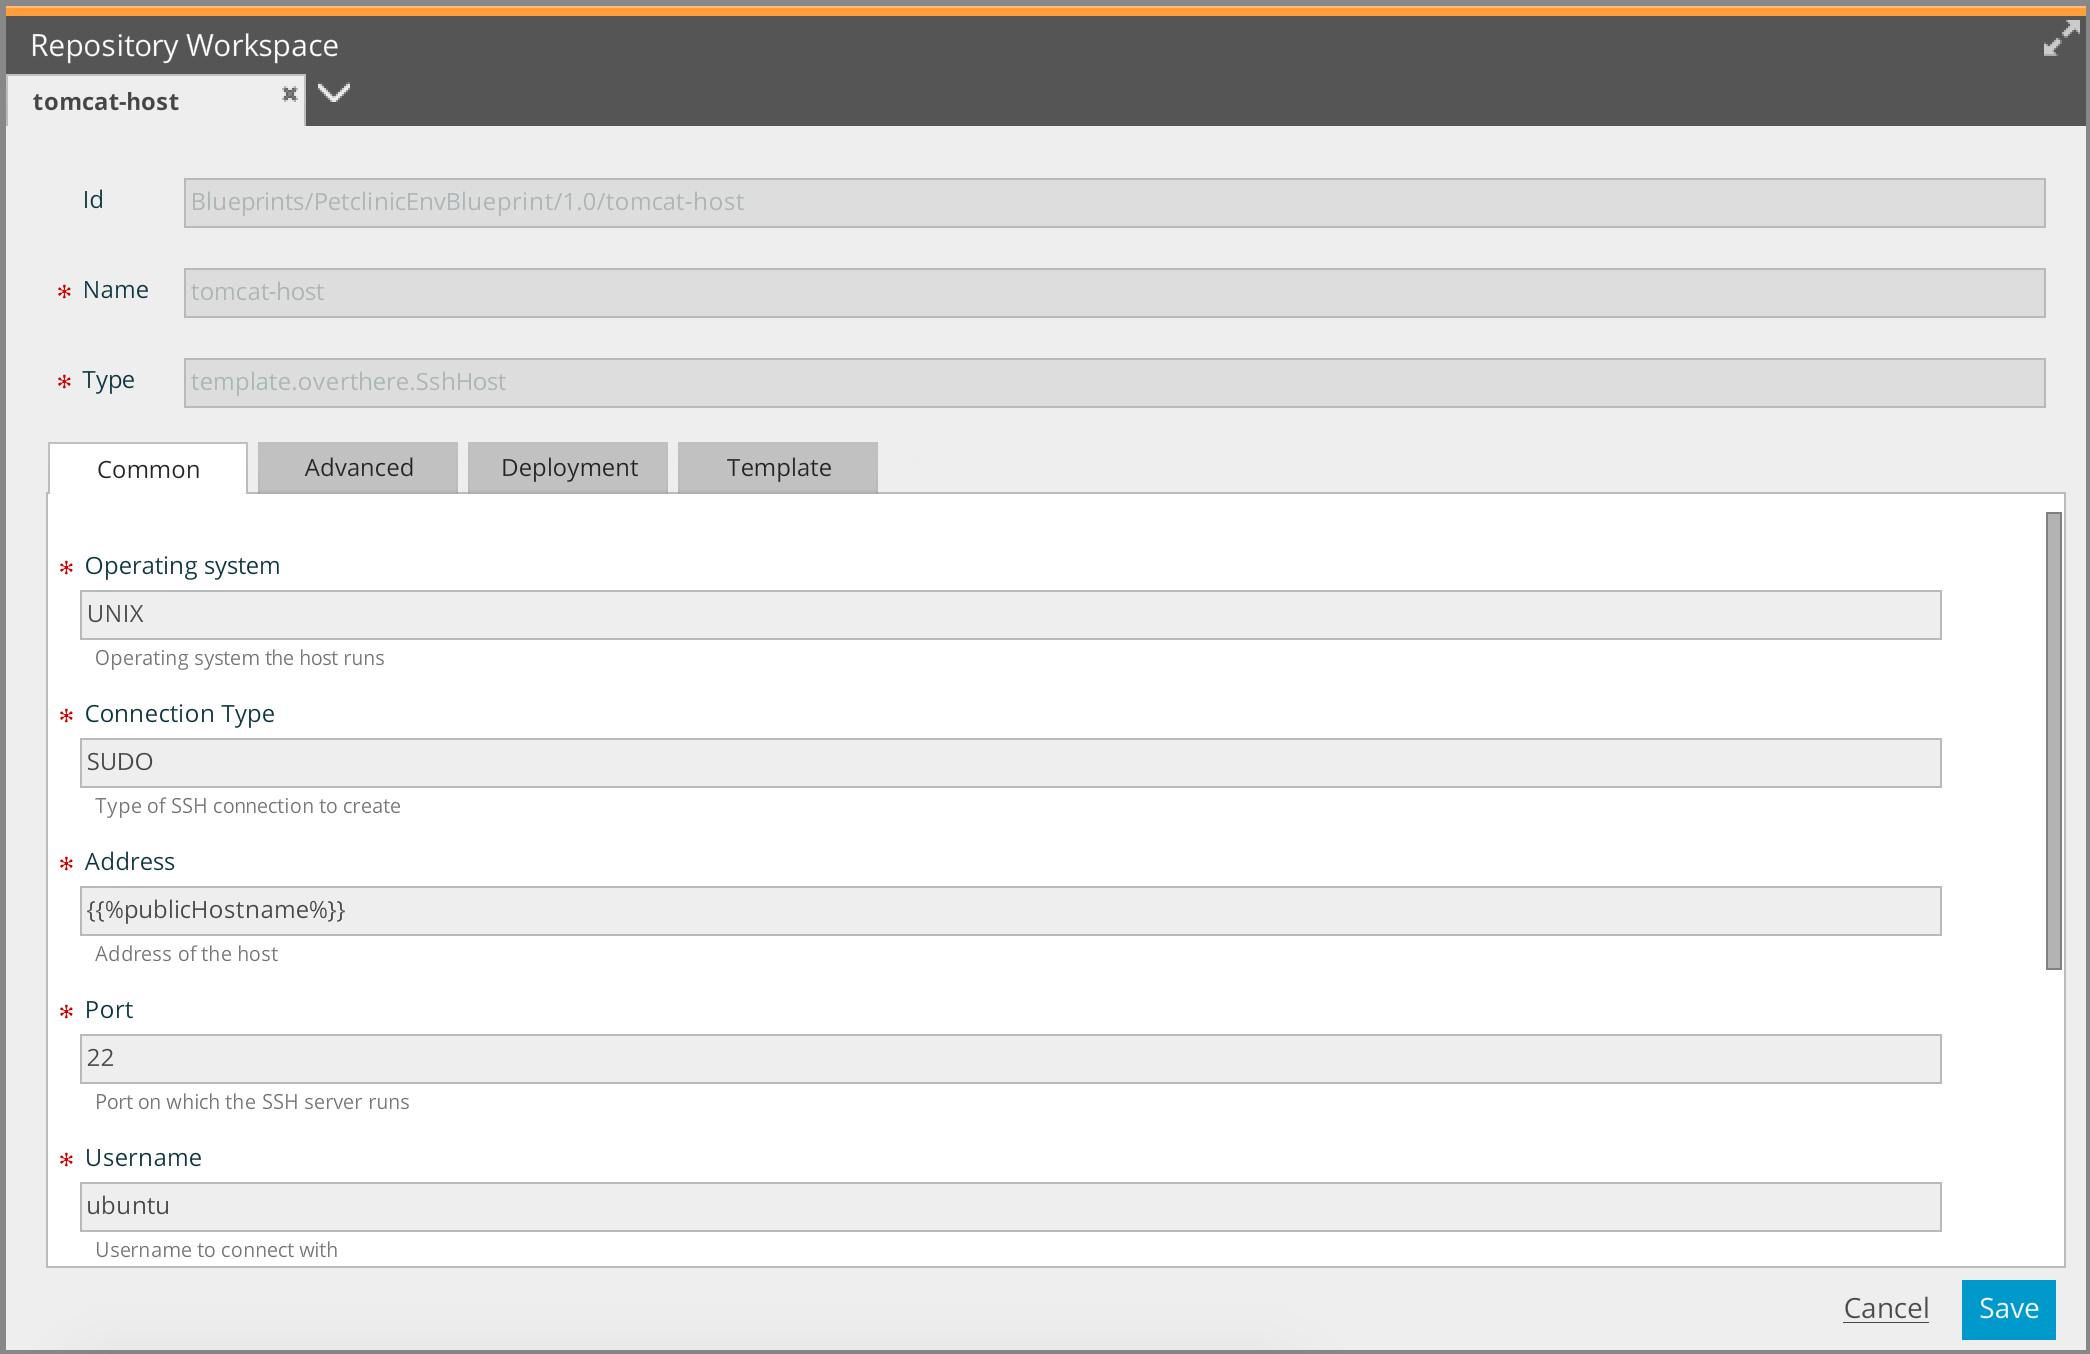 Repository Workspace
tomcat-host
Id
Blueprints/PetclinicEnvBlueprint/1.0/tomcat-host
* Name
tomcat-host
* Type
template.overthere.SshHost
Common Advanced Deployment Template
* Operating system
UNIX
Operating system the host runs
* Connection Type
SUDO
Type of SSH connection to create
* Address
{{%publicHostname%}}
Address of the host
* Port
22
Port on which the SSH server runs
* Username
ubuntu
Username to connect with
Cancel Save